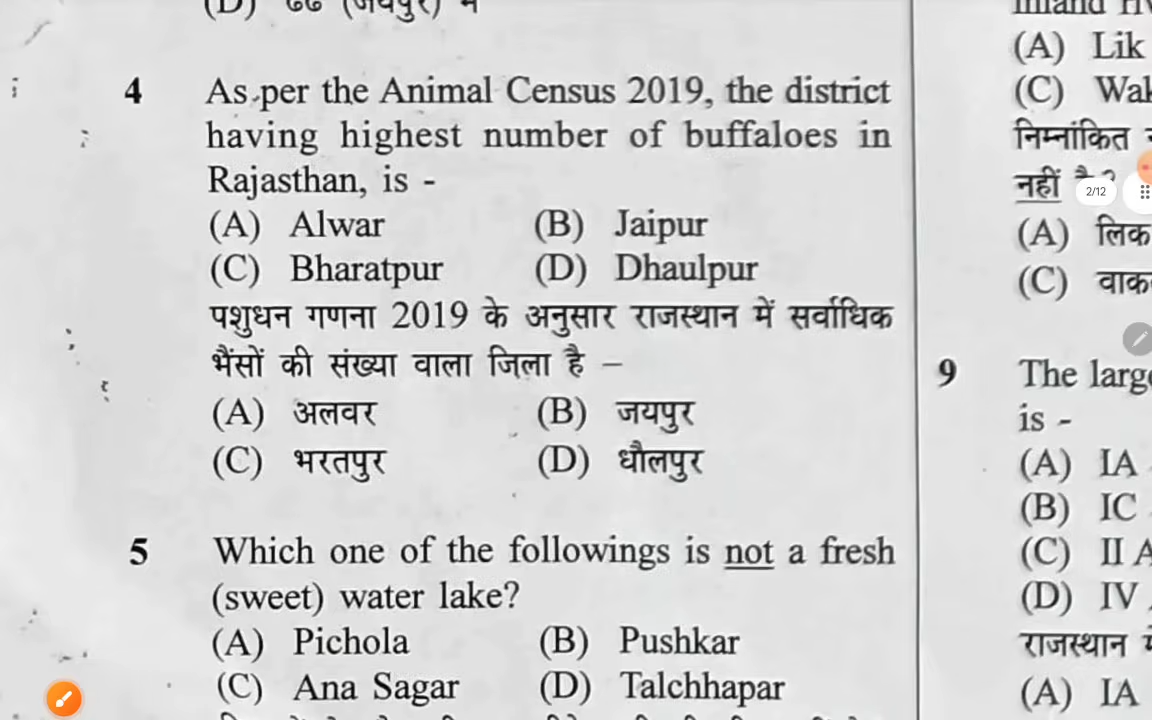 (D) (जयपुर) में
4 As per the Animal Census 2019, the district
having highest number of buffaloes in
Rajasthan, is -
(A) Alwar (B) Jaipur
(C) Bharatpur (D) Dhaulpur
पशुधन गणना 2019 के अनुसार राजस्थान में सर्वाधिक
भैंसों की संख्या वाला जिला है –
(A) अलवर (B) जयपुर
(C) भरतपुर (D) धौलपुर
5 Which one of the followings is not a fresh
(sweet) water lake?
(A) Pichola (B) Pushkar
(C) Ana Sagar (D) Talchhapar
(A) Lik
(C) Wak
निम्नांकित
नहीं है?
2/12
(A) लिक
(C) वाक
9 The large
is -
(A) IA
(B) IC
(C) II A
(D) IV
राजस्थान
(A) IA